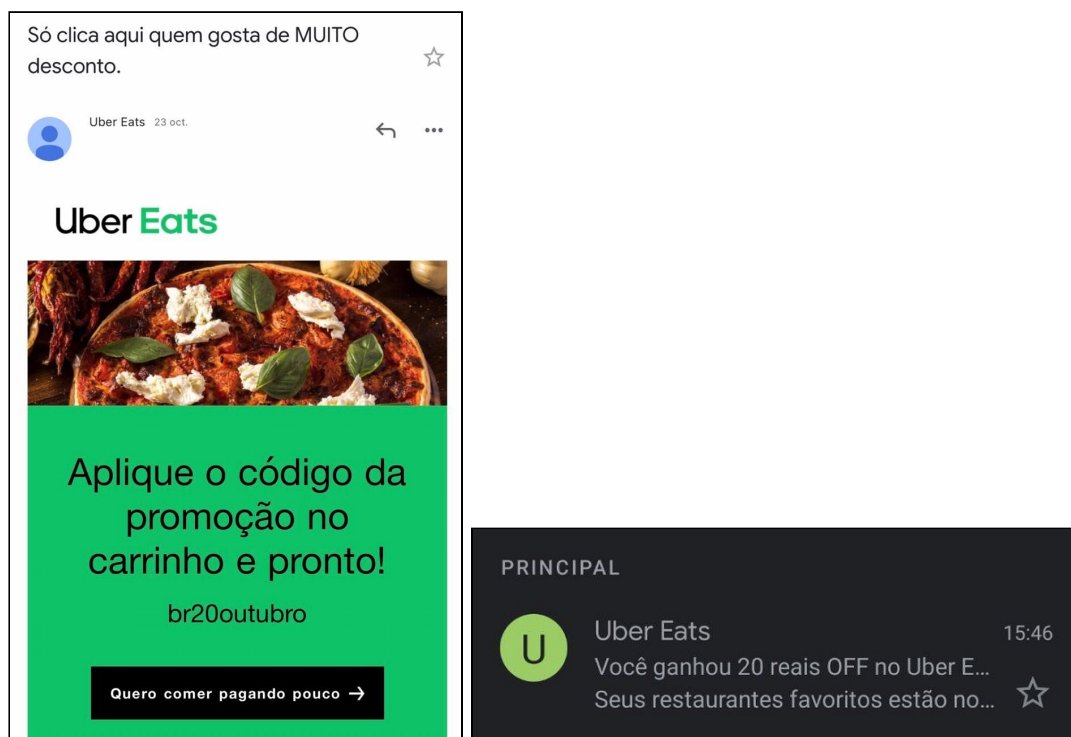 Só clica aqui quem gosta de MUITO
desconto.
Uber Eats 23 oct.
Uber Eats
Aplique o código da
promoção no
carrinho e pronto!
br20outubro
Quero comer pagando pouco →
PRINCIPAL
U
Uber Eats 15:46
Você ganhou 20 reais OFF no Uber E...
Seus restaurantes favoritos estão no...